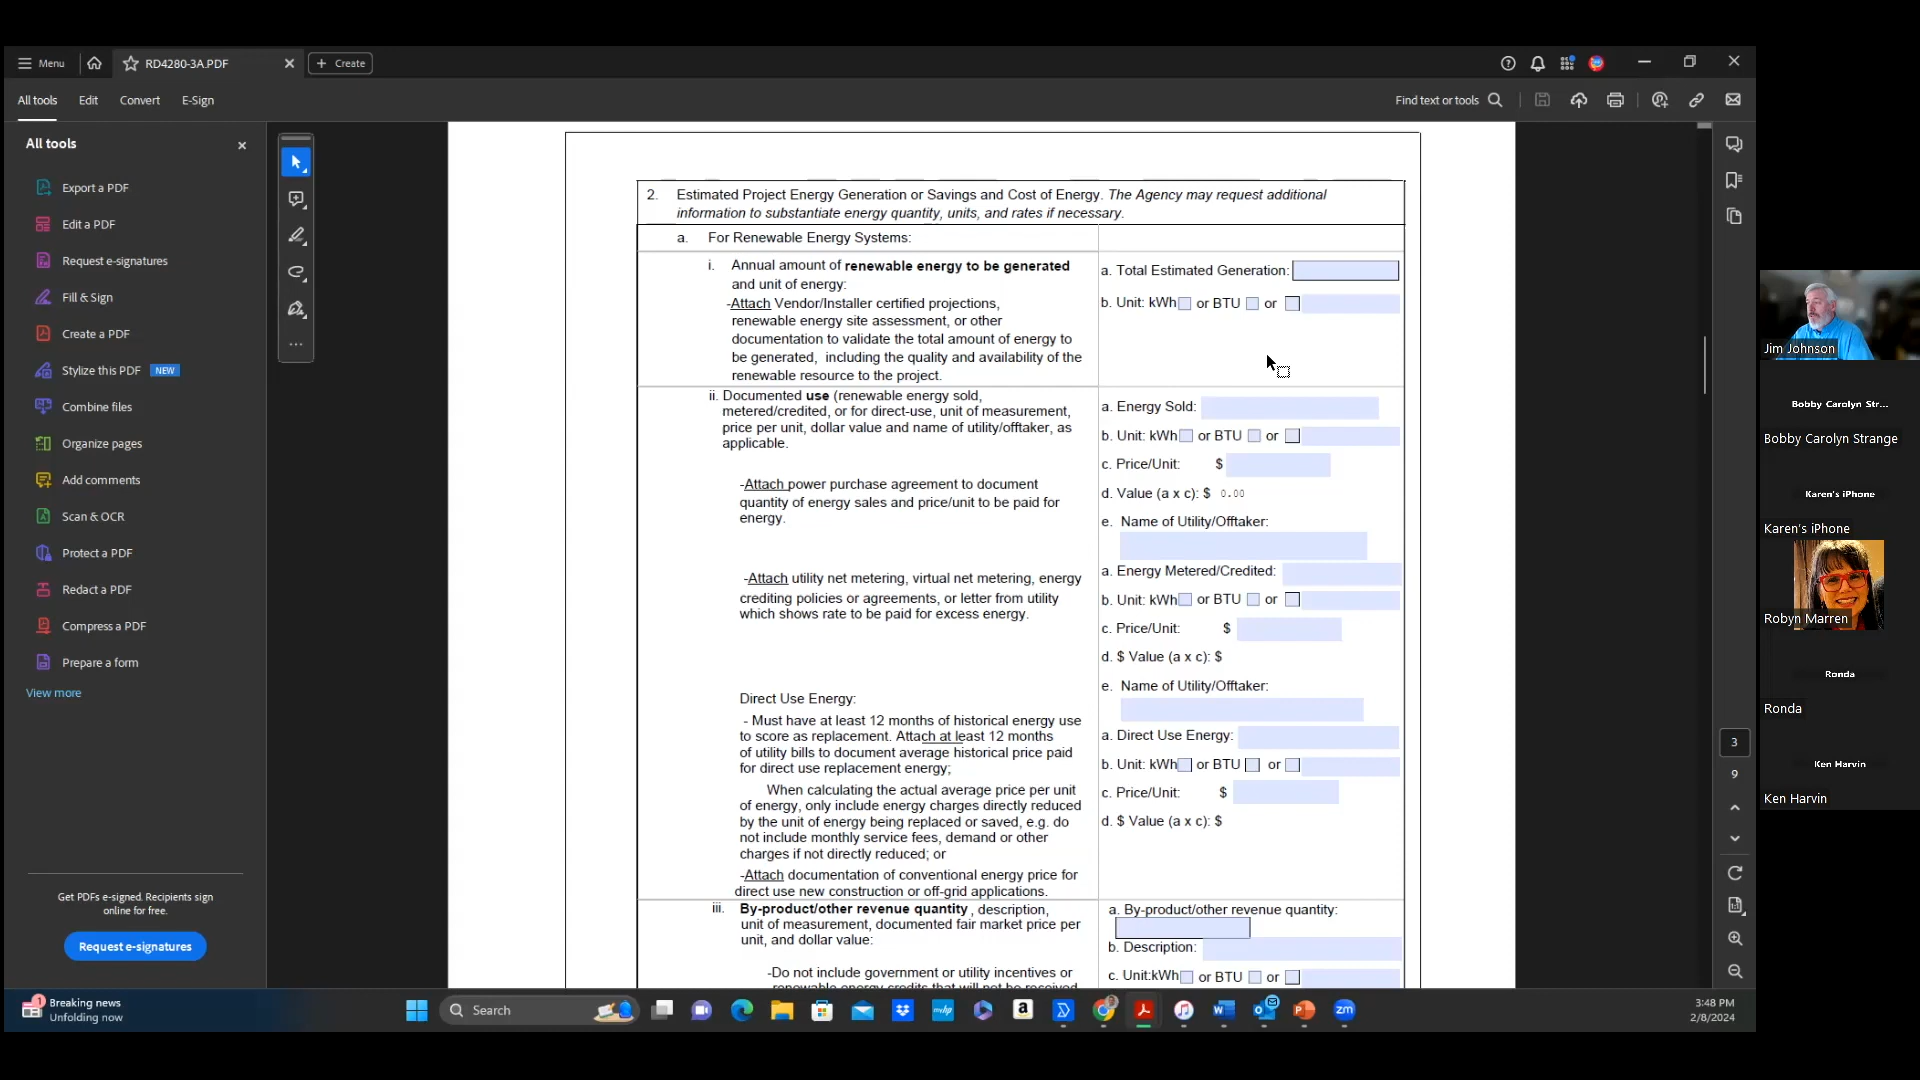 Menu
RD4280-3A.PDF
Create
All tools
Edit
Convert
E-Sign
Find text or tools
All tools
Export a PDF
Edit a PDF
Request e-signatures
Fill & Sign
Create a PDF
Stylize this PDF NEW
Combine files
Organize pages
Add comments
Scan & OCR
Protect a PDF
Redact a PDF
Compress a PDF
Prepare a form
View more
Get PDFs e-signed. Recipients sign
online for free.
Request e-signatures
2. Estimated Project Energy Generation or Savings and Cost of Energy. The Agency may request additional
information to substantiate energy quantity, units, and rates if necessary.
a. For Renewable Energy Systems:
i. Annual amount of renewable energy to be generated
and unit of energy:
-Attach Vendor/Installer certified projections,
renewable energy site assessment, or other
documentation to validate the total amount of energy to
be generated, including the quality and availability of the
renewable resource to the project.
a. Total Estimated Generation:
b. Unit: kWh or BTU or
ii. Documented use (renewable energy sold,
metered/credited, or for direct-use, unit of measurement,
price per unit, dollar value and name of utility/offtaker, as
applicable.
-Attach power purchase agreement to document
quantity of energy sales and price/unit to be paid for
energy.
-Attach utility net metering, virtual net metering, energy
crediting policies or agreements, or letter from utility
which shows rate to be paid for excess energy.
Direct Use Energy:
- Must have at least 12 months of historical energy use
to score as replacement. Attach at least 12 months
of utility bills to document average historical price paid
for direct use replacement energy;
When calculating the actual average price per unit
of energy, only include energy charges directly reduced
by the unit of energy being replaced or saved, e.g. do
not include monthly service fees, demand or other
charges if not directly reduced; or
-Attach documentation of conventional energy price for
direct use new construction or off-grid applications.
a. Energy Sold:
b. Unit: kWh or BTU or
c. Price/Unit: $
d. Value (a x c): $ 0.00
e. Name of Utility/Offtaker:
a. Energy Metered/Credited:
b. Unit: kWh or BTU or
c. Price/Unit: $
d. $ Value (a x c): $
e. Name of Utility/Offtaker:
a. Direct Use Energy:
b. Unit: kWh or BTU or
c. Price/Unit: $
d. $ Value (a x c): $
iii. By-product/other revenue quantity, description,
unit of measurement, documented fair market price per
unit, and dollar value:
-Do not include government or utility incentives or
renewable energy credits that will not be received
a. By-product/other revenue quantity:
b. Description:
c. Unit:kWh or BTU or
3
9
Jim Johnson
Bobby Carolyn Str...
Bobby Carolyn Strange
Karen's iPhone
Karen's iPhone
Robyn Marren
Ronda
Ronda
Ken Harvin
Ken Harvin
1
Breaking news
Unfolding now
Search
myhp
a
zm
3:48 PM
2/8/2024